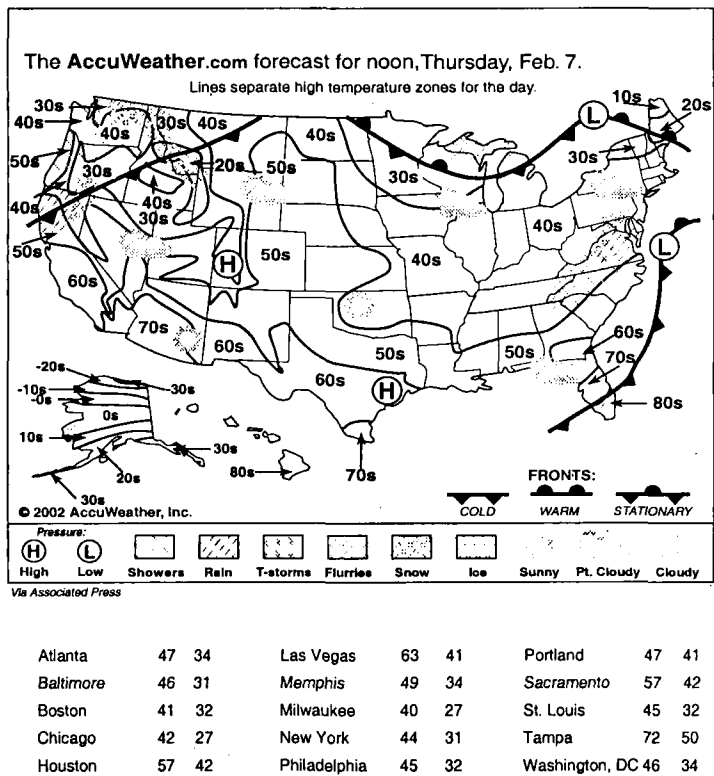 The AccuWeather.com forecast for noon, Thursday, Feb. 7.
Lines separate high temperature zones for the day.
30s
40s
40s
30s
40s
10s
20s
L
50s
30s
20s
50s
40s
30s
30s
40s
40s
30s
50s
H
50s
40s
40s
L
60s
70s
60s
50s
50s
60s
70s
60s
H
80s
70s
-20s
-10s
-0s
-30s
0s
10s
20s
30s
30s
80s
FRONTS:
COLD WARM STATIONARY
© 2002 AccuWeather, Inc.
Pressure:
H L
High Low Showers Rain T-storms Flurries Snow Ice Sunny Pt. Cloudy Cloudy
Via Associated Press
Atlanta 47 34 Las Vegas 63 41 Portland 47 41
Baltimore 46 31 Memphis 49 34 Sacramento 57 42
Boston 41 32 Milwaukee 40 27 St. Louis 45 32
Chicago 42 27 New York 44 31 Tampa 72 50
Houston 57 42 Philadelphia 45 32 Washington, DC 46 34